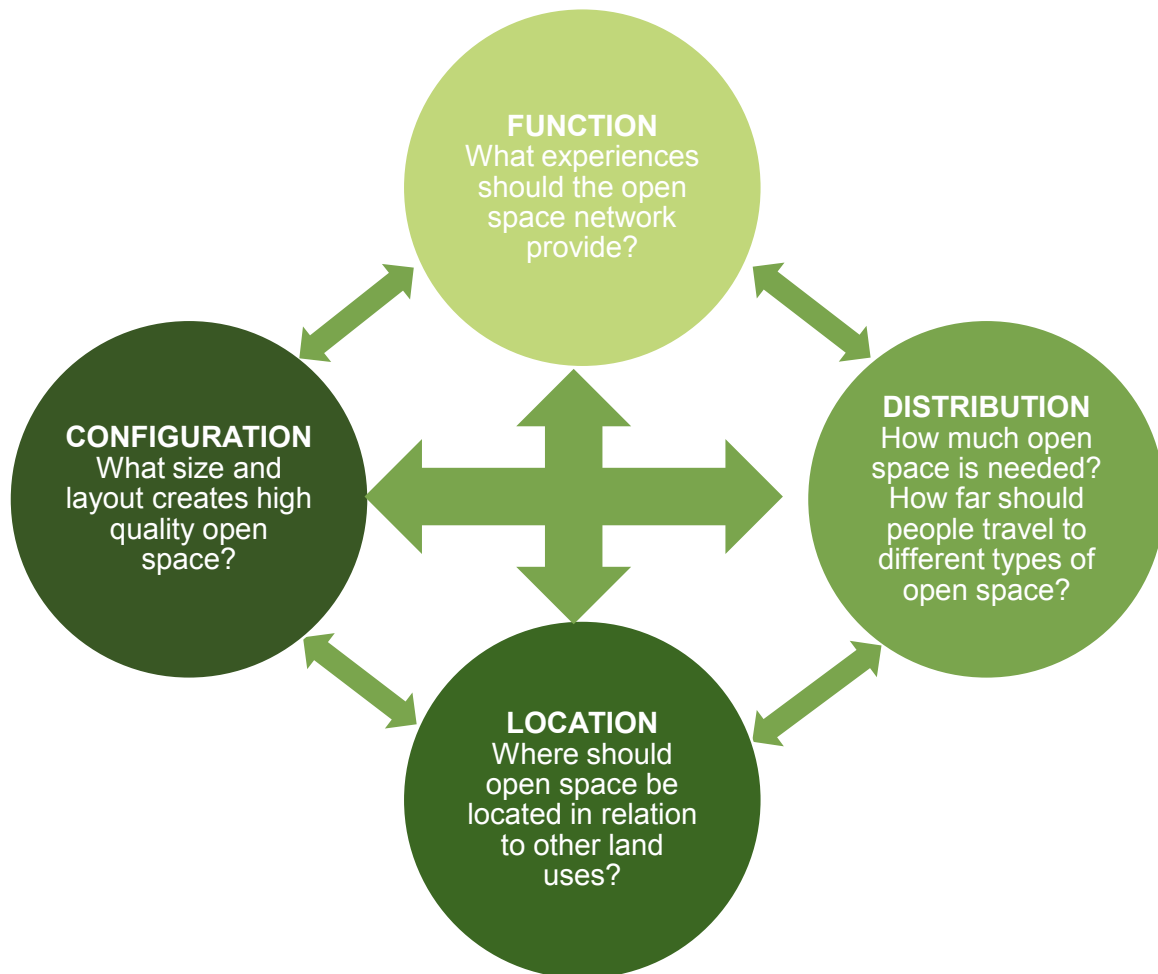 FUNCTION
What experiences
should the open
space network
provide?
CONFIGURATION
What size and
layout creates high
quality open
space?
DISTRIBUTION
How much open
space is needed?
How far should
people travel to
different types of
open space?
LOCATION
Where should
open space be
located in relation
to other land
uses?